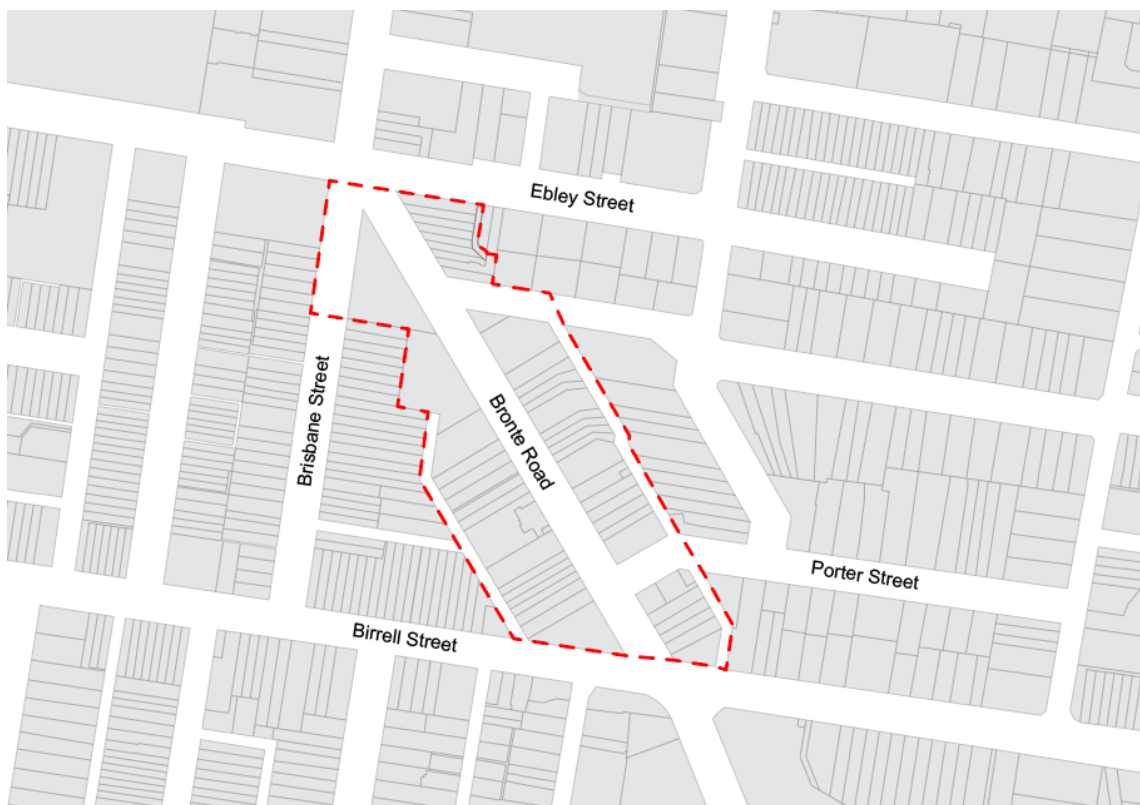 Ebley Street
Brisbane Street
Bronte Road
Porter Street
Birrell Street